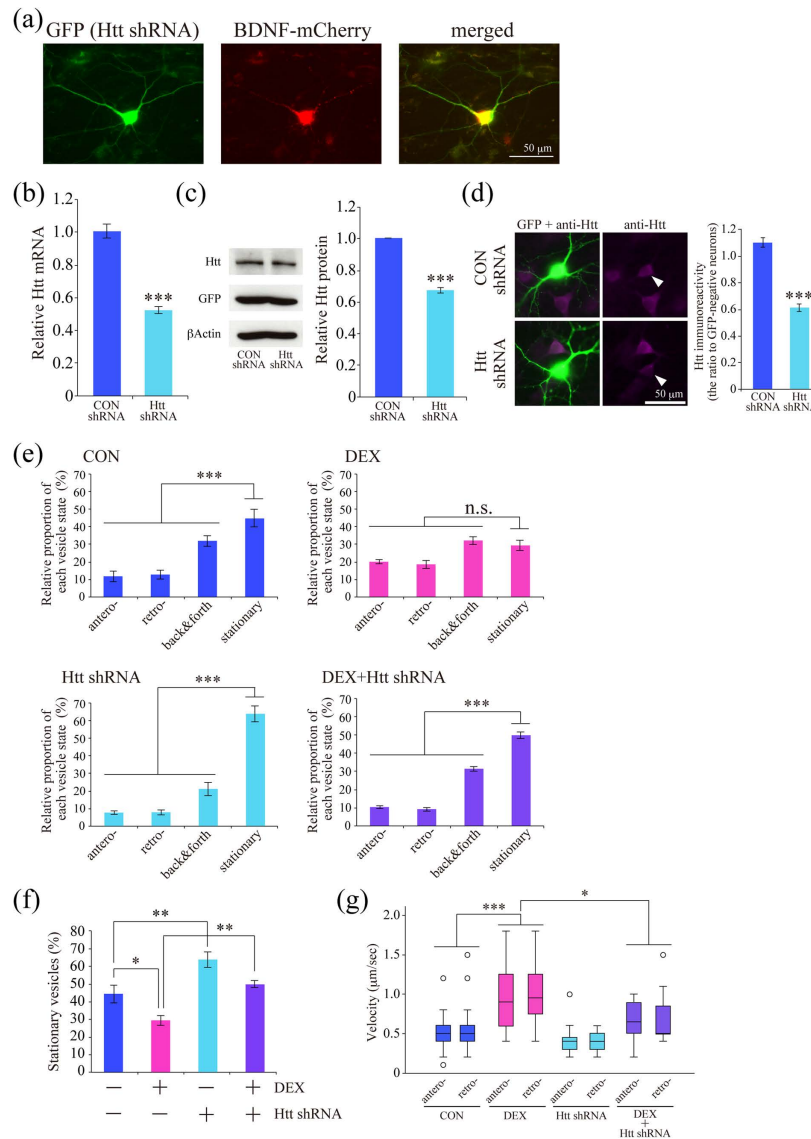 (a)
GFP (Htt shRNA) BDNF-mCherry merged
50 μm
(b)
Relative Htt mRNA
1.2
1.0
0.8
0.6
0.4
0.2
0
***
CON shRNA
Htt shRNA
(c)
Htt
GFP
βActin
CON shRNA
Htt shRNA
Relative Htt protein
1.2
1.0
0.8
0.6
0.4
0.2
0
***
CON shRNA
Htt shRNA
(d)
GFP + anti-Htt anti-Htt
CON shRNA
Htt shRNA
50 μm
Htt immunoreactivity
(the ratio to GFP-negative neurons)
1.2
1.0
0.8
0.6
0.4
0.2
0
***
CON shRNA
Htt shRNA
(e)
CON
Relative proportion of
each vesicle state (%)
70
60
50
40
30
20
10
0
***
antero- retro- back&forth stationary
DEX
Relative proportion of
each vesicle state (%)
70
60
50
40
30
20
10
0
n.s.
antero- retro- back&forth stationary
Htt shRNA
Relative proportion of
each vesicle state (%)
70
60
50
40
30
20
10
0
***
antero- retro- back&forth stationary
DEX+Htt shRNA
Relative proportion of
each vesicle state (%)
70
60
50
40
30
20
10
0
***
antero- retro- back&forth stationary
(f)
Stationary vesicles (%)
80
70
60
50
40
30
20
10
0
**
**
*
− + − + DEX
− − + + Htt shRNA
(g)
Velocity (μm/sec)
2.0
1.5
1.0
0.5
0
***
*
antero- retro- antero- retro- antero- retro- antero- retro-
CON DEX Htt shRNA DEX
+
Htt shRNA